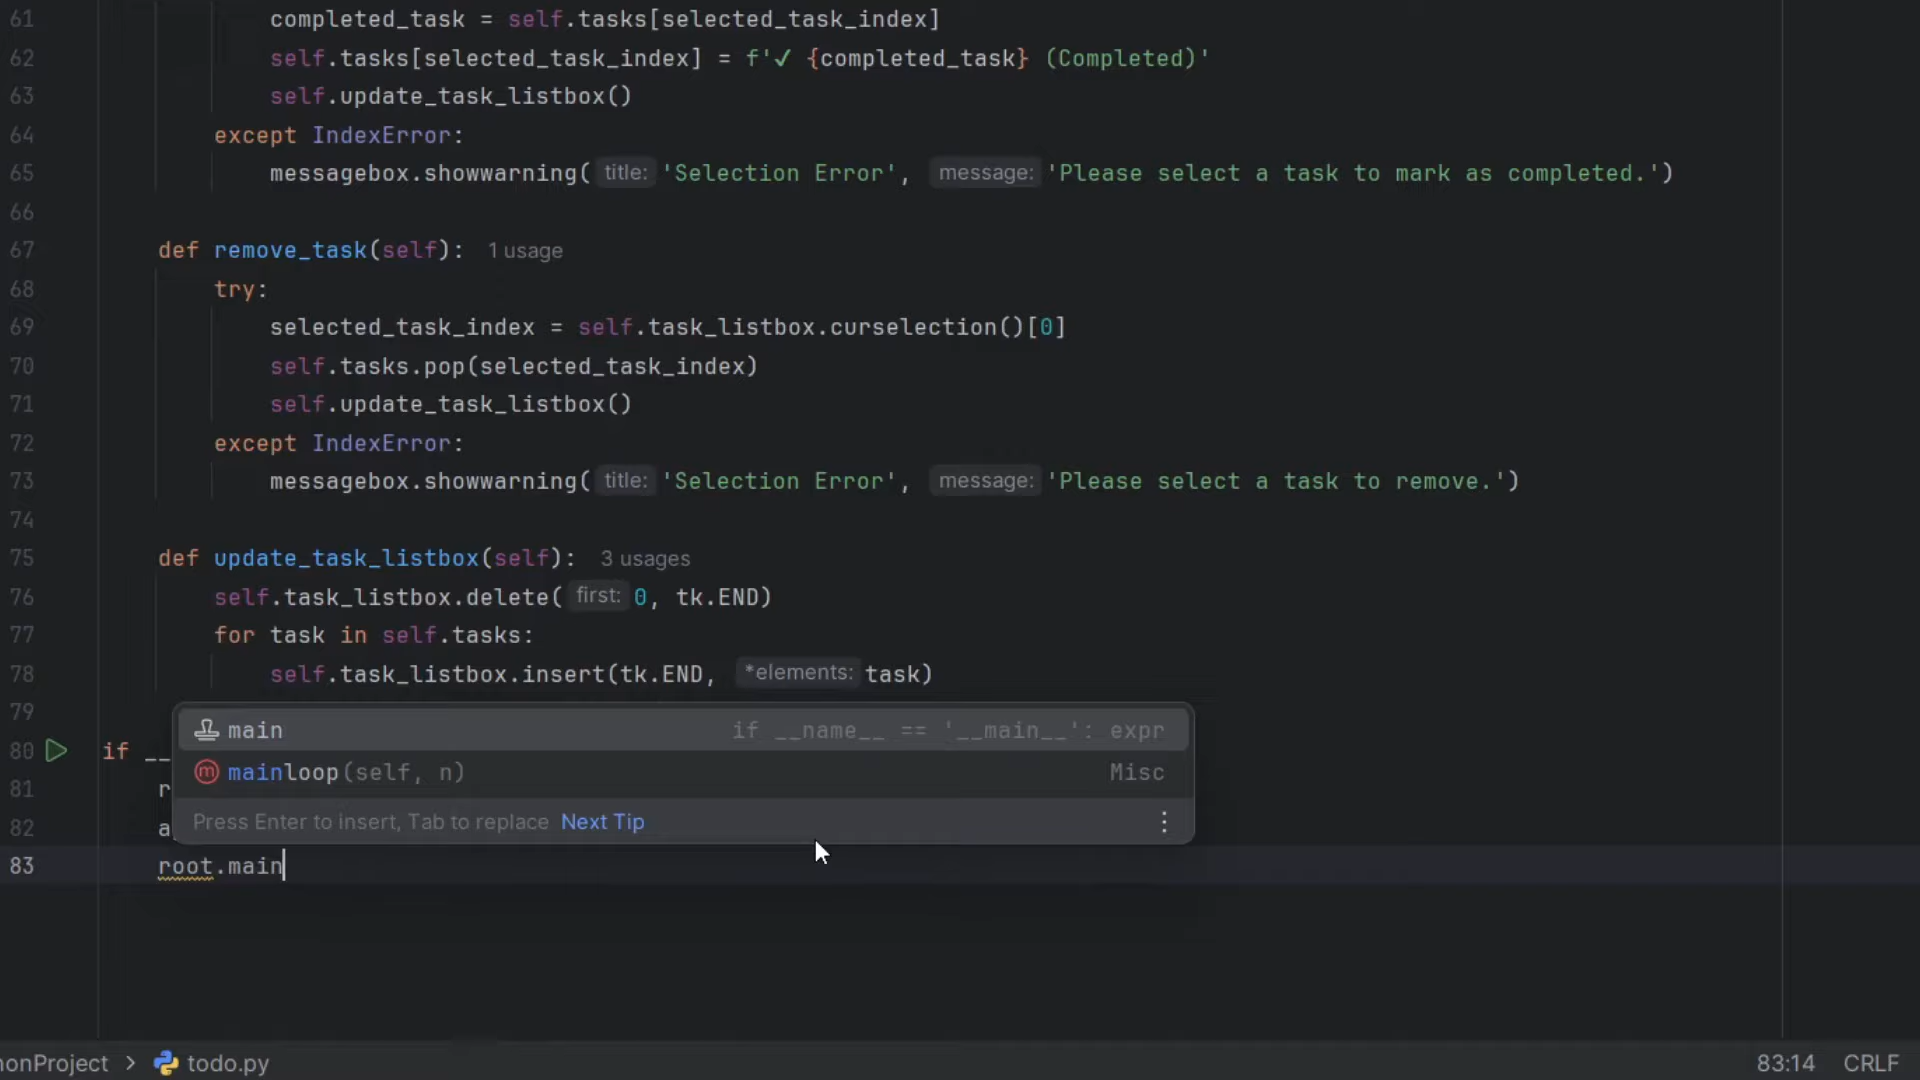 61 completed_task = self.tasks[selected_task_index]
62 self.tasks[selected_task_index] = f'✓ {completed_task} (Completed)'
63 self.update_task_listbox()
64 except IndexError:
65 messagebox.showwarning( title: 'Selection Error', message: 'Please select a task to mark as completed.')
66
67 def remove_task(self): 1 usage
68 try:
69 selected_task_index = self.task_listbox.curselection()[0]
70 self.tasks.pop(selected_task_index)
71 self.update_task_listbox()
72 except IndexError:
73 messagebox.showwarning( title: 'Selection Error', message: 'Please select a task to remove.')
74
75 def update_task_listbox(self): 3 usages
76 self.task_listbox.delete( first: 0, tk.END)
77 for task in self.tasks:
78 self.task_listbox.insert(tk.END, *elements: task)
79
main if __name__ == '__main__': expr
80 if __
mainloop(self, n) Misc
81 r
Press Enter to insert, Tab to replace Next Tip
82 a
83 root.main
honProject > todo.py 83:14 CRLF